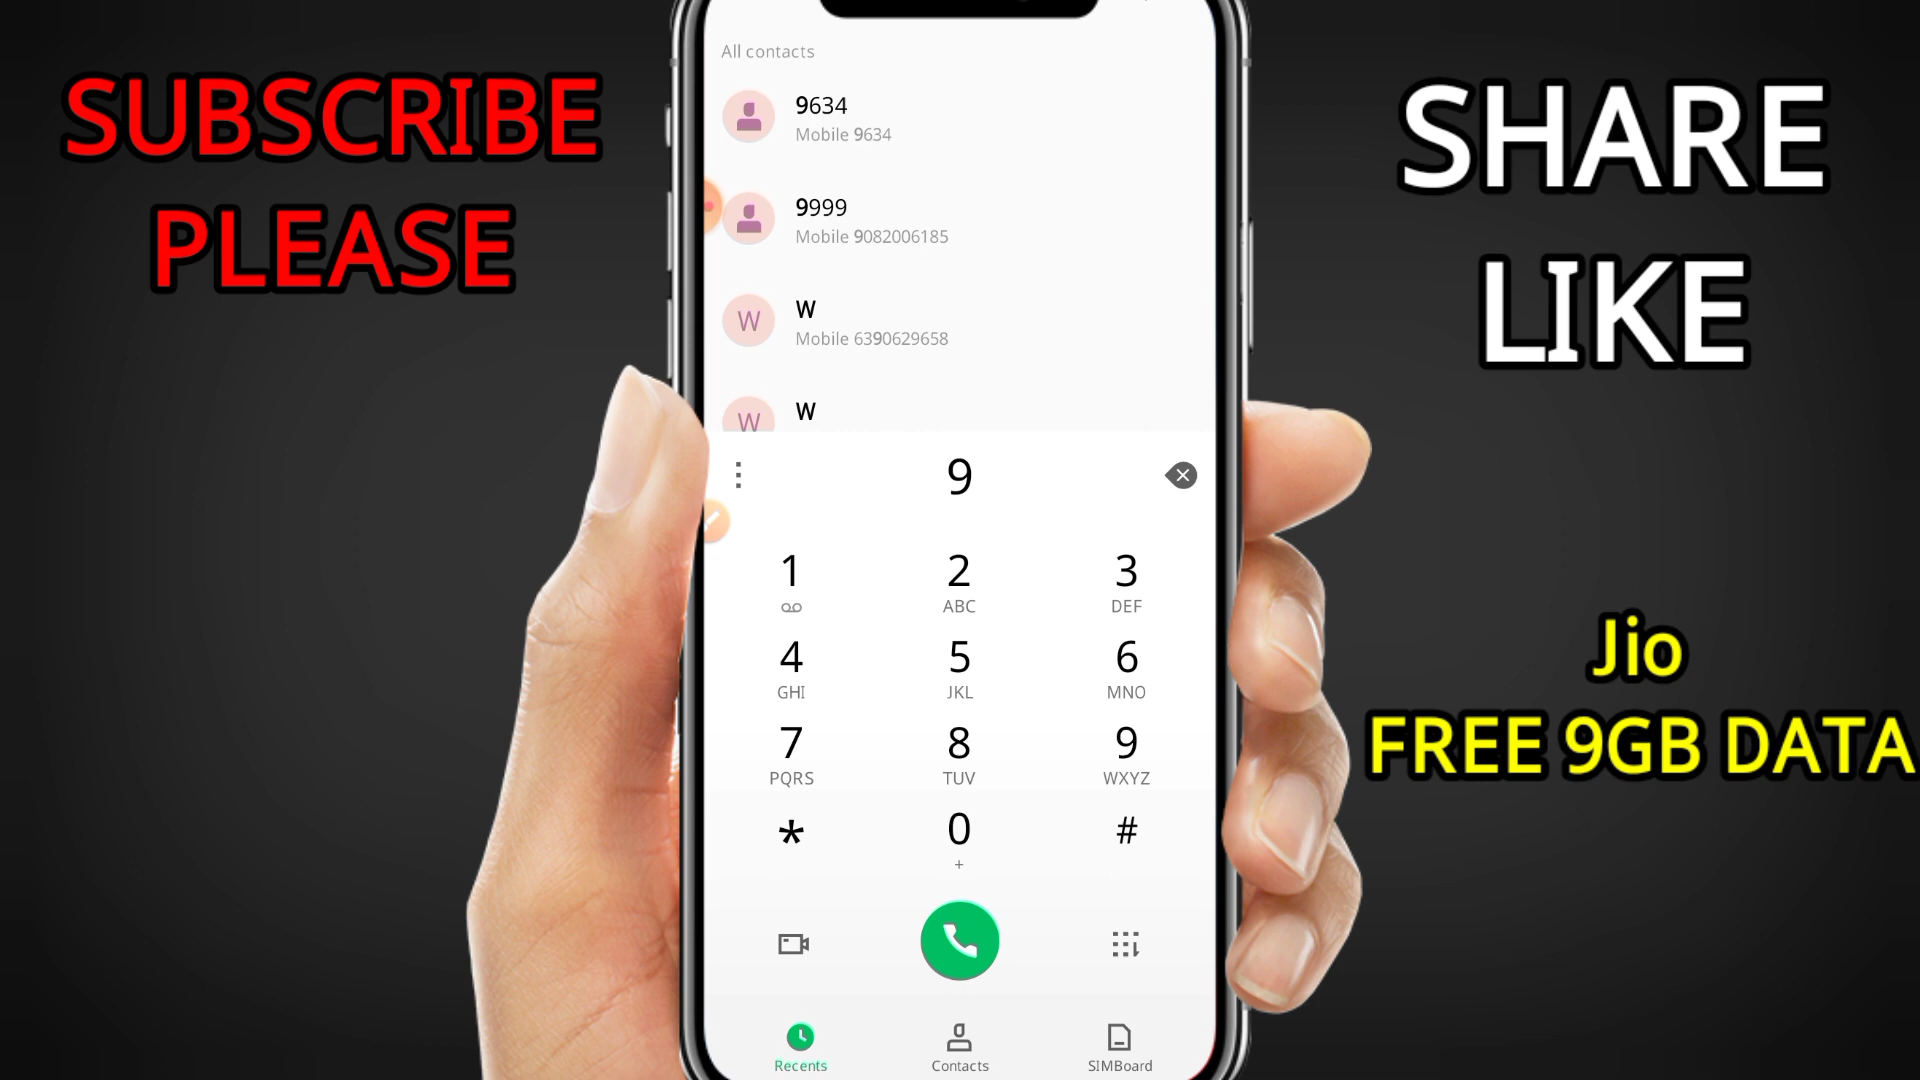 SUBSCRIBE
PLEASE
SHARE
LIKE
Jio
FREE 9GB DATA
All contacts
9634
Mobile 9634
9999
Mobile 9082006185
W
W
Mobile 6390629658
W
W
9
1
2
ABC
3
DEF
4
GHI
5
JKL
6
MNO
7
PQRS
8
TUV
9
WXYZ
*
0
+
#
Recents
Contacts
SIMBoard